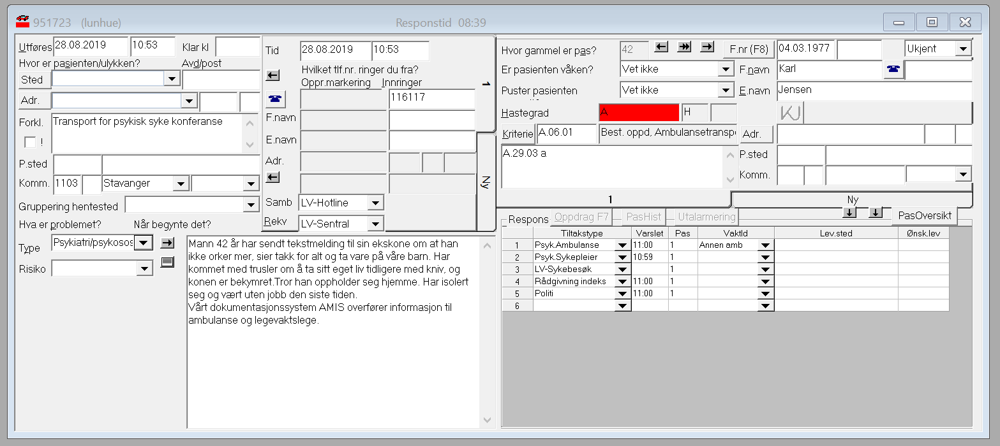 951723 (lunhue) Responstid 08:39
Utføres 28.08.2019 10:53 Klar kl
Hvor er pasienten/ulykken? Avd/post
Sted
Adr.
Forkl. Transport for psykisk syke konferanse
!
P.sted
Komm. 1103 Stavanger
Gruppering hentested
Hva er problemet? Når begynte det?
Type Psykiatri/psykosos
Risiko
Mann 42 år har sendt tekstmelding til sin ekskone om at han
ikke orker mer, sier takk for alt og ta vare på våre barn. Har
kommet med trusler om å ta sitt eget liv tidligere med kniv, og
konen er bekymret.Tror han oppholder seg hjemme. Har isolert
seg og vært uten jobb den siste tiden.
Vårt dokumentasjonssystem AMIS overfører informasjon til
ambulanse og legevaktslege.
Tid 28.08.2019 10:53
Hvilket tlf.nr. ringer du fra?
Oppr.markering Innringer
116117
F.navn
E.navn
Adr.
Samb LV-Hotline
Rekv LV-Sentral
1
Ny
Hvor gammel er pas? 42 F.nr (F8) 04.03.1977 Ukjent
Er pasienten våken? Vet ikke F.navn Karl
Puster pasienten Vet ikke E.navn Jensen
Hastegrad A H KJ
Kriterie A.06.01 Best. oppd, Ambulansetransp Adr.
A.29.03 a
P.sted
Komm.
1 Ny
Respons Oppdrag F7 PasHist Utalarmering PasOversikt
Tiltakstype Varslet Pas VaktId Lev.sted Ønsk.lev
1 Psyk.Ambulanse 11:00 1 Annen amb
2 Psyk.Sykepleier 10:59 1
3 LV-Sykebesøk 1
4 Rådgivning indeks 11:00 1
5 Politi 11:00 1
6